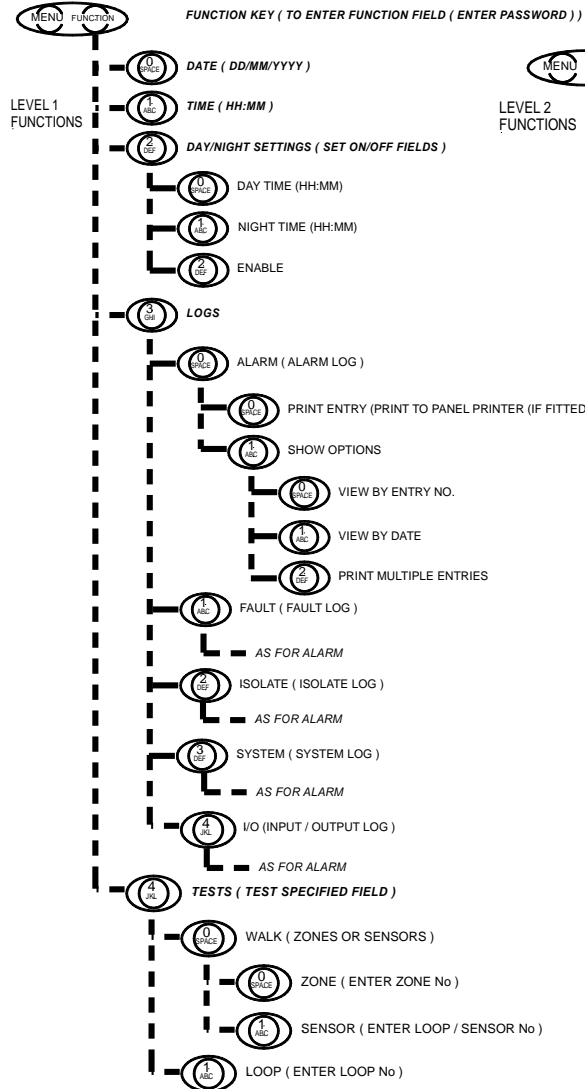 MENU FUNCTION FUNCTION KEY ( TO ENTER FUNCTION FIELD ( ENTER PASSWORD ) )
0 SPACE DATE ( DD/MM/YYYY )
MENU
LEVEL 1
FUNCTIONS
1 ABC TIME ( HH:MM )
LEVEL 2
FUNCTIONS
2 DEF DAY/NIGHT SETTINGS ( SET ON/OFF FIELDS )
0 SPACE DAY TIME (HH:MM)
1 ABC NIGHT TIME (HH:MM)
2 DEF ENABLE
3 GHI LOGS
0 SPACE ALARM ( ALARM LOG )
0 SPACE PRINT ENTRY (PRINT TO PANEL PRINTER (IF FITTED
1 ABC SHOW OPTIONS
0 SPACE VIEW BY ENTRY NO.
1 ABC VIEW BY DATE
2 DEF PRINT MULTIPLE ENTRIES
1 ABC FAULT ( FAULT LOG )
AS FOR ALARM
2 DEF ISOLATE ( ISOLATE LOG )
AS FOR ALARM
3 DEF SYSTEM ( SYSTEM LOG )
AS FOR ALARM
4 JKL I/O (INPUT / OUTPUT LOG )
AS FOR ALARM
4 JKL TESTS ( TEST SPECIFIED FIELD )
0 SPACE WALK ( ZONES OR SENSORS )
0 SPACE ZONE ( ENTER ZONE No )
1 ABC SENSOR ( ENTER LOOP / SENSOR No )
1 ABC LOOP ( ENTER LOOP No )